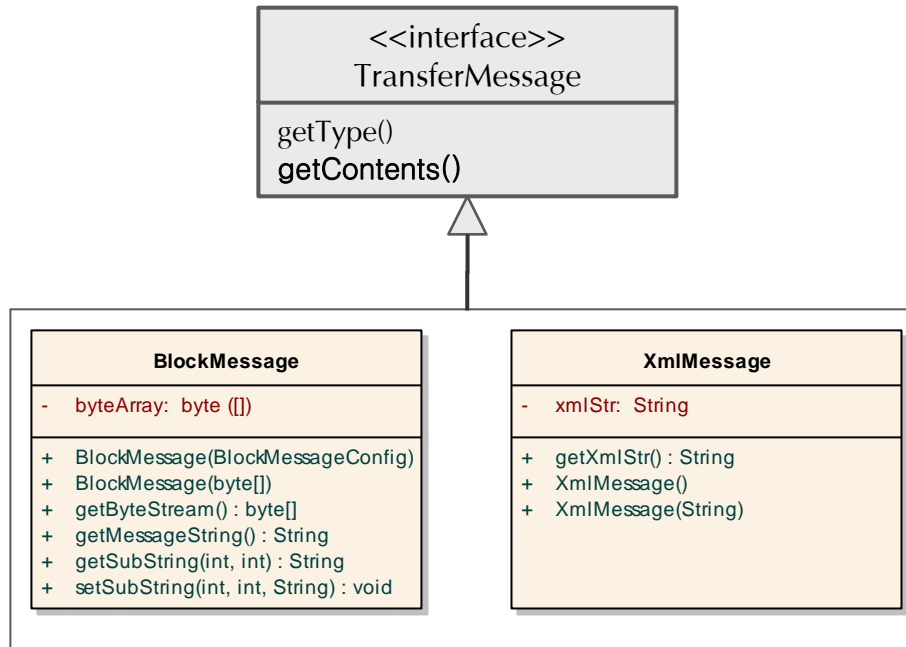 <<interface>>
TransferMessage
getType()
getContents()
BlockMessage
- byteArray: byte ([])
+ BlockMessage(BlockMessageConfig)
+ BlockMessage(byte[])
+ getByteStream() : byte[]
+ getMessageString() : String
+ getSubString(int, int) : String
+ setSubString(int, int, String) : void
XmlMessage
- xmlStr: String
+ getXmlStr() : String
+ XmlMessage()
+ XmlMessage(String)